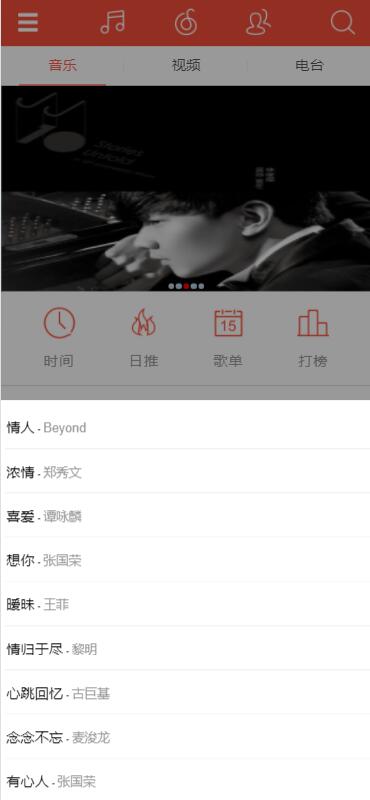 音乐 视频 电台
Stories
Untold
时间 日推 15 歌单 打榜
情人 - Beyond
浓情 - 郑秀文
喜爱 - 谭咏麟
想你 - 张国荣
暧昧 - 王菲
情归于尽 - 黎明
心跳回忆 - 古巨基
念念不忘 - 麦浚龙
有心人 - 张国荣